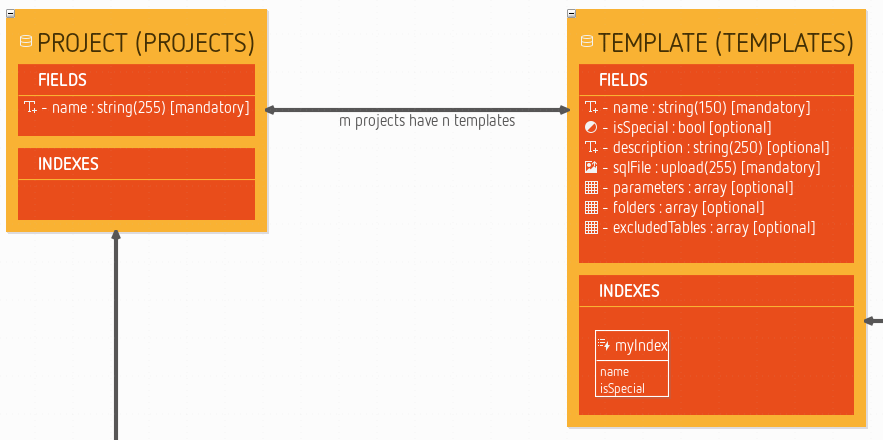 PROJECT (PROJECTS)
FIELDS
- name : string(255) [mandatory]
INDEXES
m projects have n templates
TEMPLATE (TEMPLATES)
FIELDS
- name : string(150) [mandatory]
- isSpecial : bool [optional]
- description : string(250) [optional]
- sqlFile : upload(255) [mandatory]
- parameters : array [optional]
- folders : array [optional]
- excludedTables : array [optional]
INDEXES
myIndex
name
isSpecial